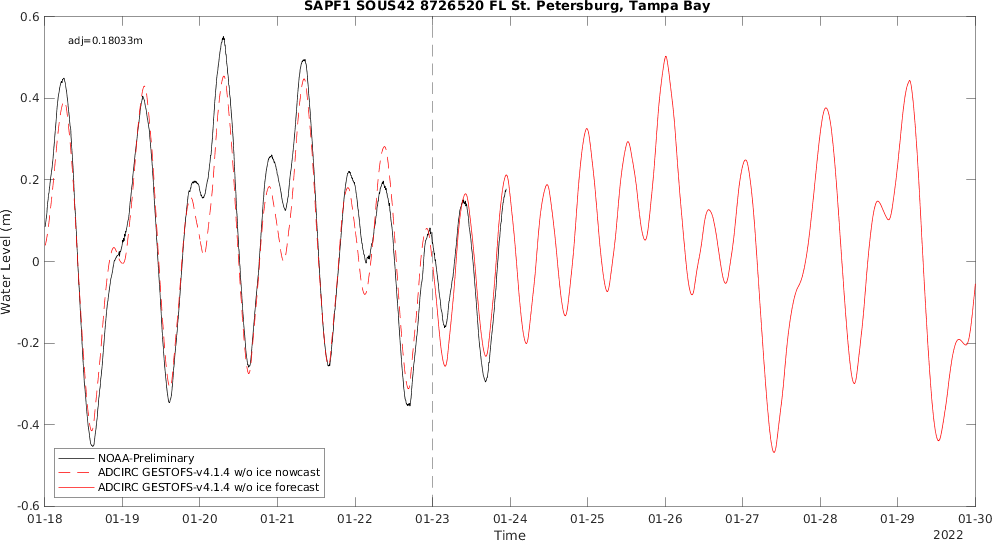 SAPF1 SOUS42 8726520 FL St. Petersburg, Tampa Bay
adj=0.18033m
0.6
0.4
0.2
0
-0.2
-0.4
-0.6
Water Level (m)
NOAA-Preliminary
ADCIRC GESTOFS-v4.1.4 w/o ice nowcast
ADCIRC GESTOFS-v4.1.4 w/o ice forecast
01-18 01-19 01-20 01-21 01-22 01-23 01-24 01-25 01-26 01-27 01-28 01-29 01-30
Time
2022